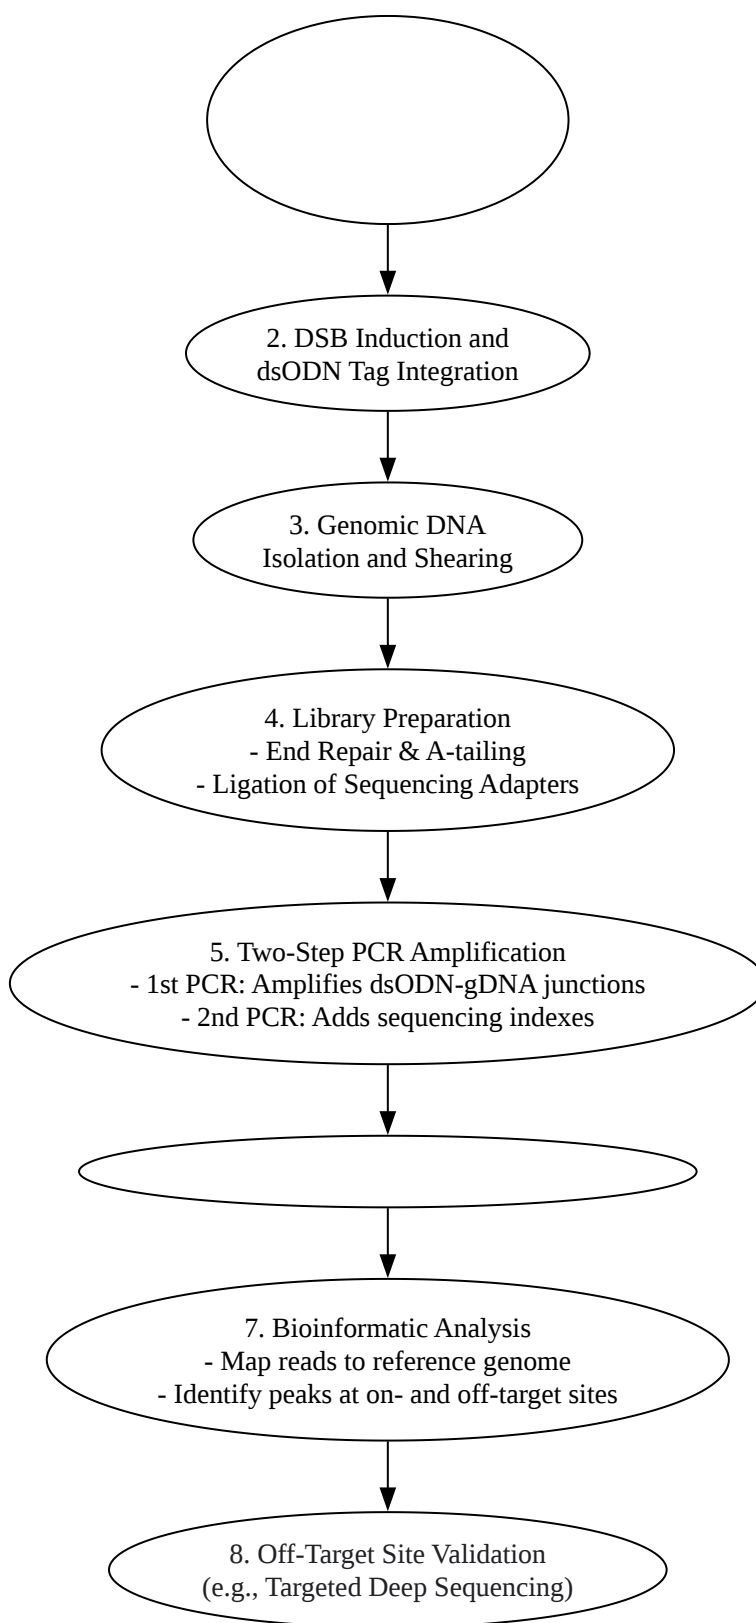 2. DSB Induction and
dsODN Tag Integration
3. Genomic DNA
Isolation and Shearing
4. Library Preparation
- End Repair & A-tailing
- Ligation of Sequencing Adapters
5. Two-Step PCR Amplification
- 1st PCR: Amplifies dsODN-gDNA junctions
- 2nd PCR: Adds sequencing indexes
7. Bioinformatic Analysis
- Map reads to reference genome
- Identify peaks at on- and off-target sites
8. Off-Target Site Validation
(e.g., Targeted Deep Sequencing)